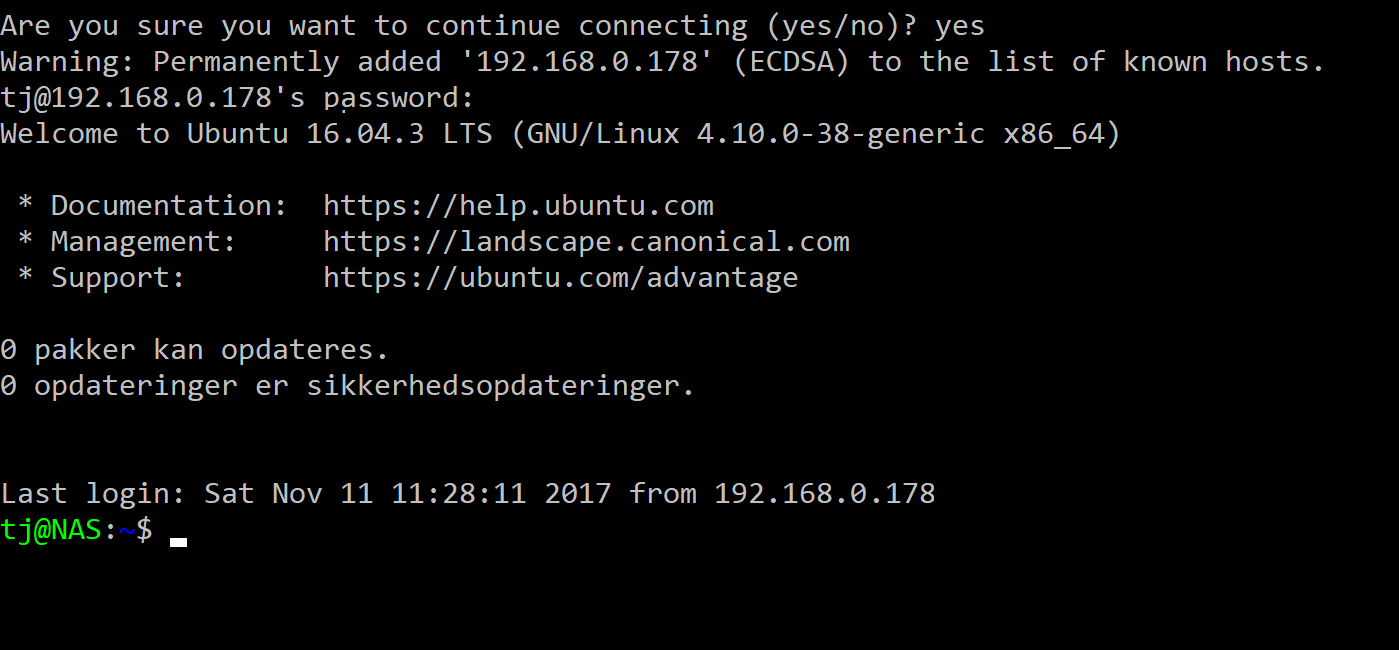 Are you sure you want to continue connecting (yes/no)? yes
Warning: Permanently added '192.168.0.178' (ECDSA) to the list of known hosts.
tj@192.168.0.178's password:
Welcome to Ubuntu 16.04.3 LTS (GNU/Linux 4.10.0-38-generic x86_64)

 * Documentation:  https://help.ubuntu.com
 * Management:     https://landscape.canonical.com
 * Support:        https://ubuntu.com/advantage

0 pakker kan opdateres.
0 opdateringer er sikkerhedsopdateringer.


Last login: Sat Nov 11 11:28:11 2017 from 192.168.0.178
tj@NAS:~$